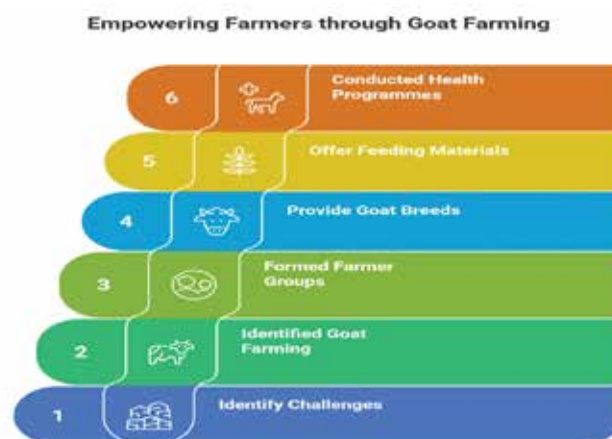 Empowering Farmers through Goat Farming
6
Conducted Health
Programmes
5
Offer Feeding Materials
4
Provide Goat Breeds
3
Formed Farmer
Groups
2
Identified Goat
Farming
1
Identify Challenges